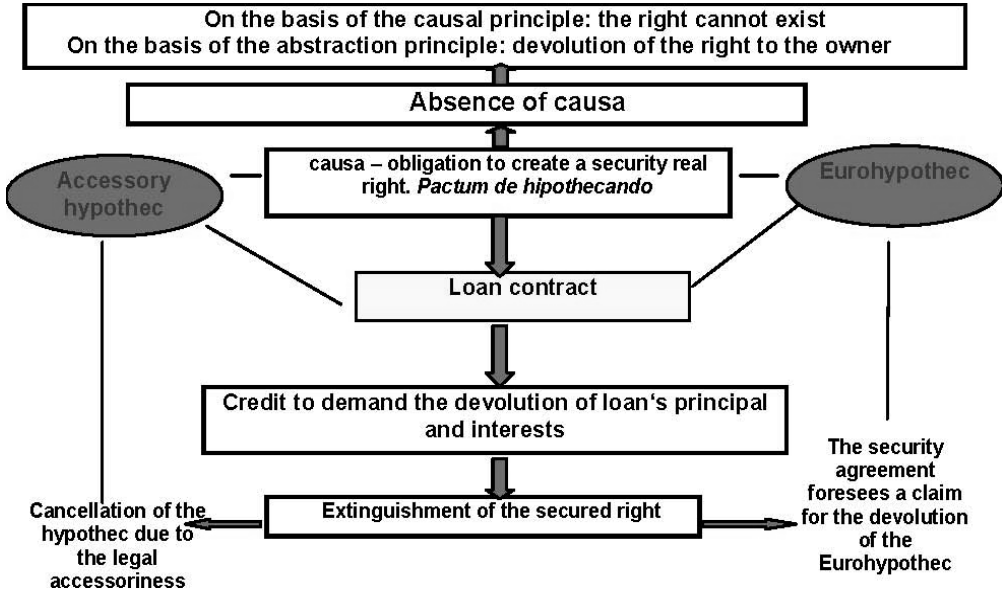 On the basis of the causal principle: the right cannot exist
On the basis of the abstraction principle: devolution of the right to the owner
Absence of causa
causa – obligation to create a security real
right. Pactum de hipothecando
Accessory
hypothec
Eurohypothec
Loan contract
Credit to demand the devolution of loan‘s principal
and interests
Extinguishment of the secured right
Cancellation of the
hypothec due to
the legal
accessoriness
The security
agreement
foresees a claim
for the devolution
of the
Eurohypothec